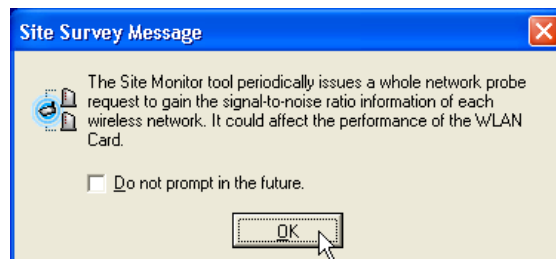 Site Survey Message
The Site Monitor tool periodically issues a whole network probe
request to gain the signal-to-noise ratio information of each
wireless network. It could affect the performance of the WLAN
Card.
Do not prompt in the future.
OK